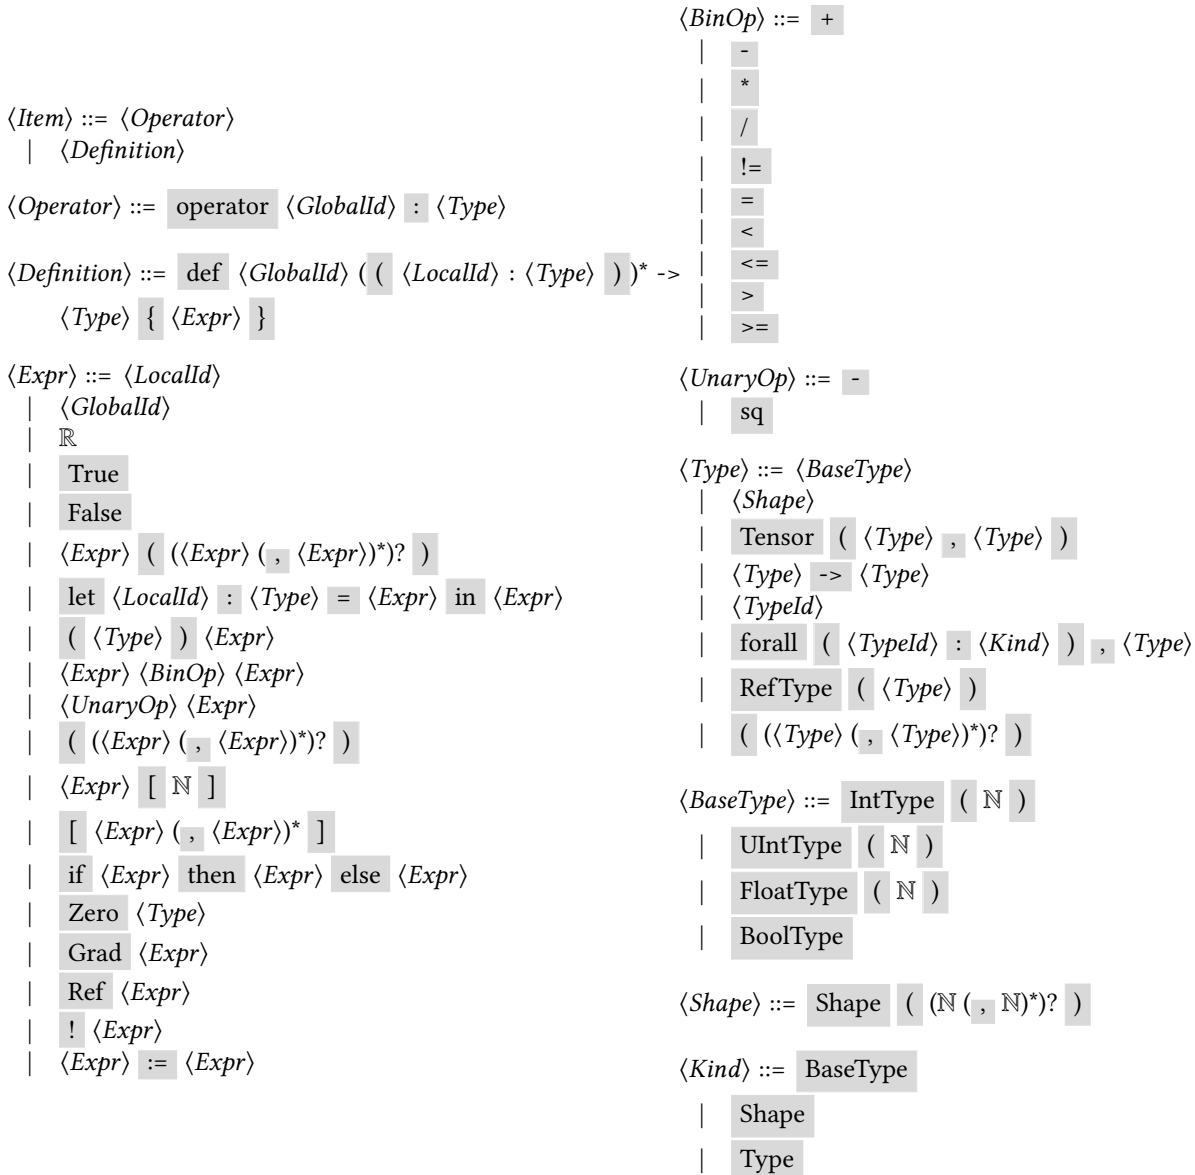 ⟨Item⟩ ::= ⟨Operator⟩
| ⟨Definition⟩
⟨Operator⟩ ::= operator ⟨GlobalId⟩ : ⟨Type⟩
⟨Definition⟩ ::= def ⟨GlobalId⟩ ( ( ⟨LocalId⟩ : ⟨Type⟩ ) )* ->
⟨Type⟩ { ⟨Expr⟩ }
⟨Expr⟩ ::= ⟨LocalId⟩
| ⟨GlobalId⟩
| ℝ
| True
| False
| ⟨Expr⟩ ( (⟨Expr⟩ ( , ⟨Expr⟩)*)? )
| let ⟨LocalId⟩ : ⟨Type⟩ = ⟨Expr⟩ in ⟨Expr⟩
| ( ⟨Type⟩ ) ⟨Expr⟩
| ⟨Expr⟩ ⟨BinOp⟩ ⟨Expr⟩
| ⟨UnaryOp⟩ ⟨Expr⟩
| ( (⟨Expr⟩ ( , ⟨Expr⟩)*)? )
| ⟨Expr⟩ [ ℕ ]
| [ ⟨Expr⟩ ( , ⟨Expr⟩)* ]
| if ⟨Expr⟩ then ⟨Expr⟩ else ⟨Expr⟩
| Zero ⟨Type⟩
| Grad ⟨Expr⟩
| Ref ⟨Expr⟩
| ! ⟨Expr⟩
| ⟨Expr⟩ := ⟨Expr⟩
⟨BinOp⟩ ::= +
| -
| *
| /
| !=
| =
| <
| <=
| >
| >=
⟨UnaryOp⟩ ::= -
| sq
⟨Type⟩ ::= ⟨BaseType⟩
| ⟨Shape⟩
| Tensor ( ⟨Type⟩ , ⟨Type⟩ )
| ⟨Type⟩ -> ⟨Type⟩
| ⟨TypeId⟩
| forall ( ⟨TypeId⟩ : ⟨Kind⟩ ) , ⟨Type⟩
| RefType ( ⟨Type⟩ )
| ( (⟨Type⟩ ( , ⟨Type⟩)*)? )
⟨BaseType⟩ ::= IntType ( ℕ )
| UIntType ( ℕ )
| FloatType ( ℕ )
| BoolType
⟨Shape⟩ ::= Shape ( (ℕ ( , ℕ)*)? )
⟨Kind⟩ ::= BaseType
| Shape
| Type